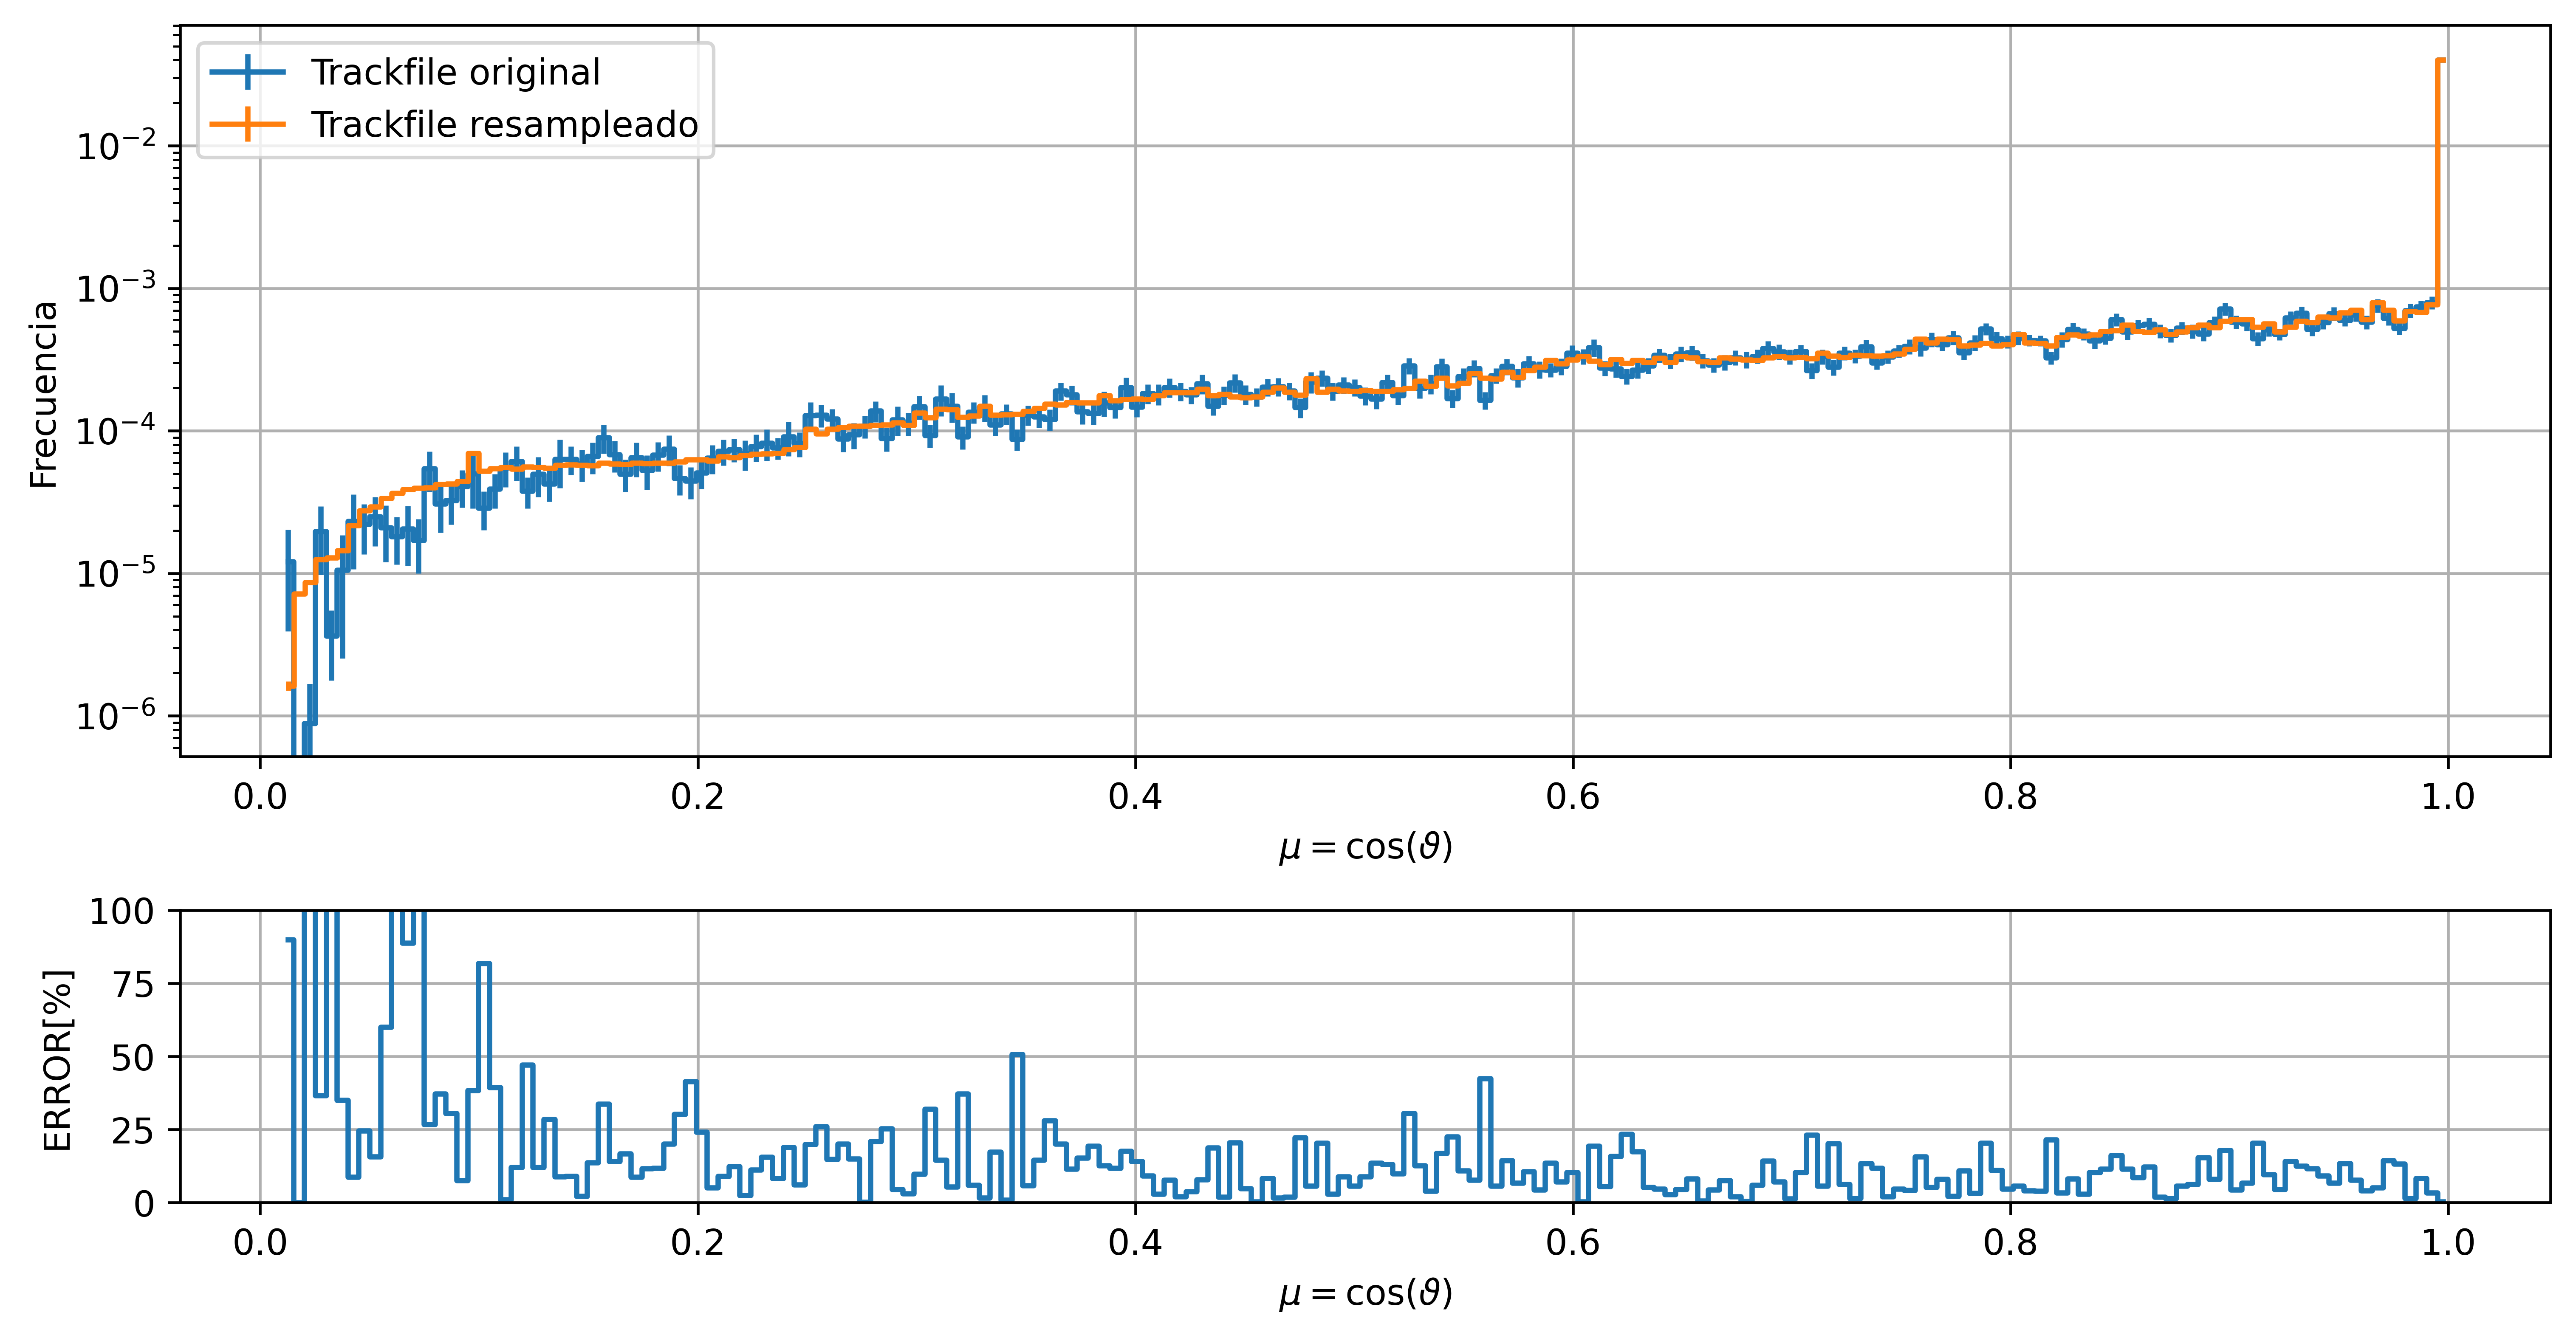 Trackfile original
Trackfile resampleado
Frecuencia
10⁻²
10⁻³
10⁻⁴
10⁻⁵
10⁻⁶
0.0 0.2 0.4 0.6 0.8 1.0
μ = cos(ϑ)
ERROR[%]
100
75
50
25
0
0.0 0.2 0.4 0.6 0.8 1.0
μ = cos(ϑ)